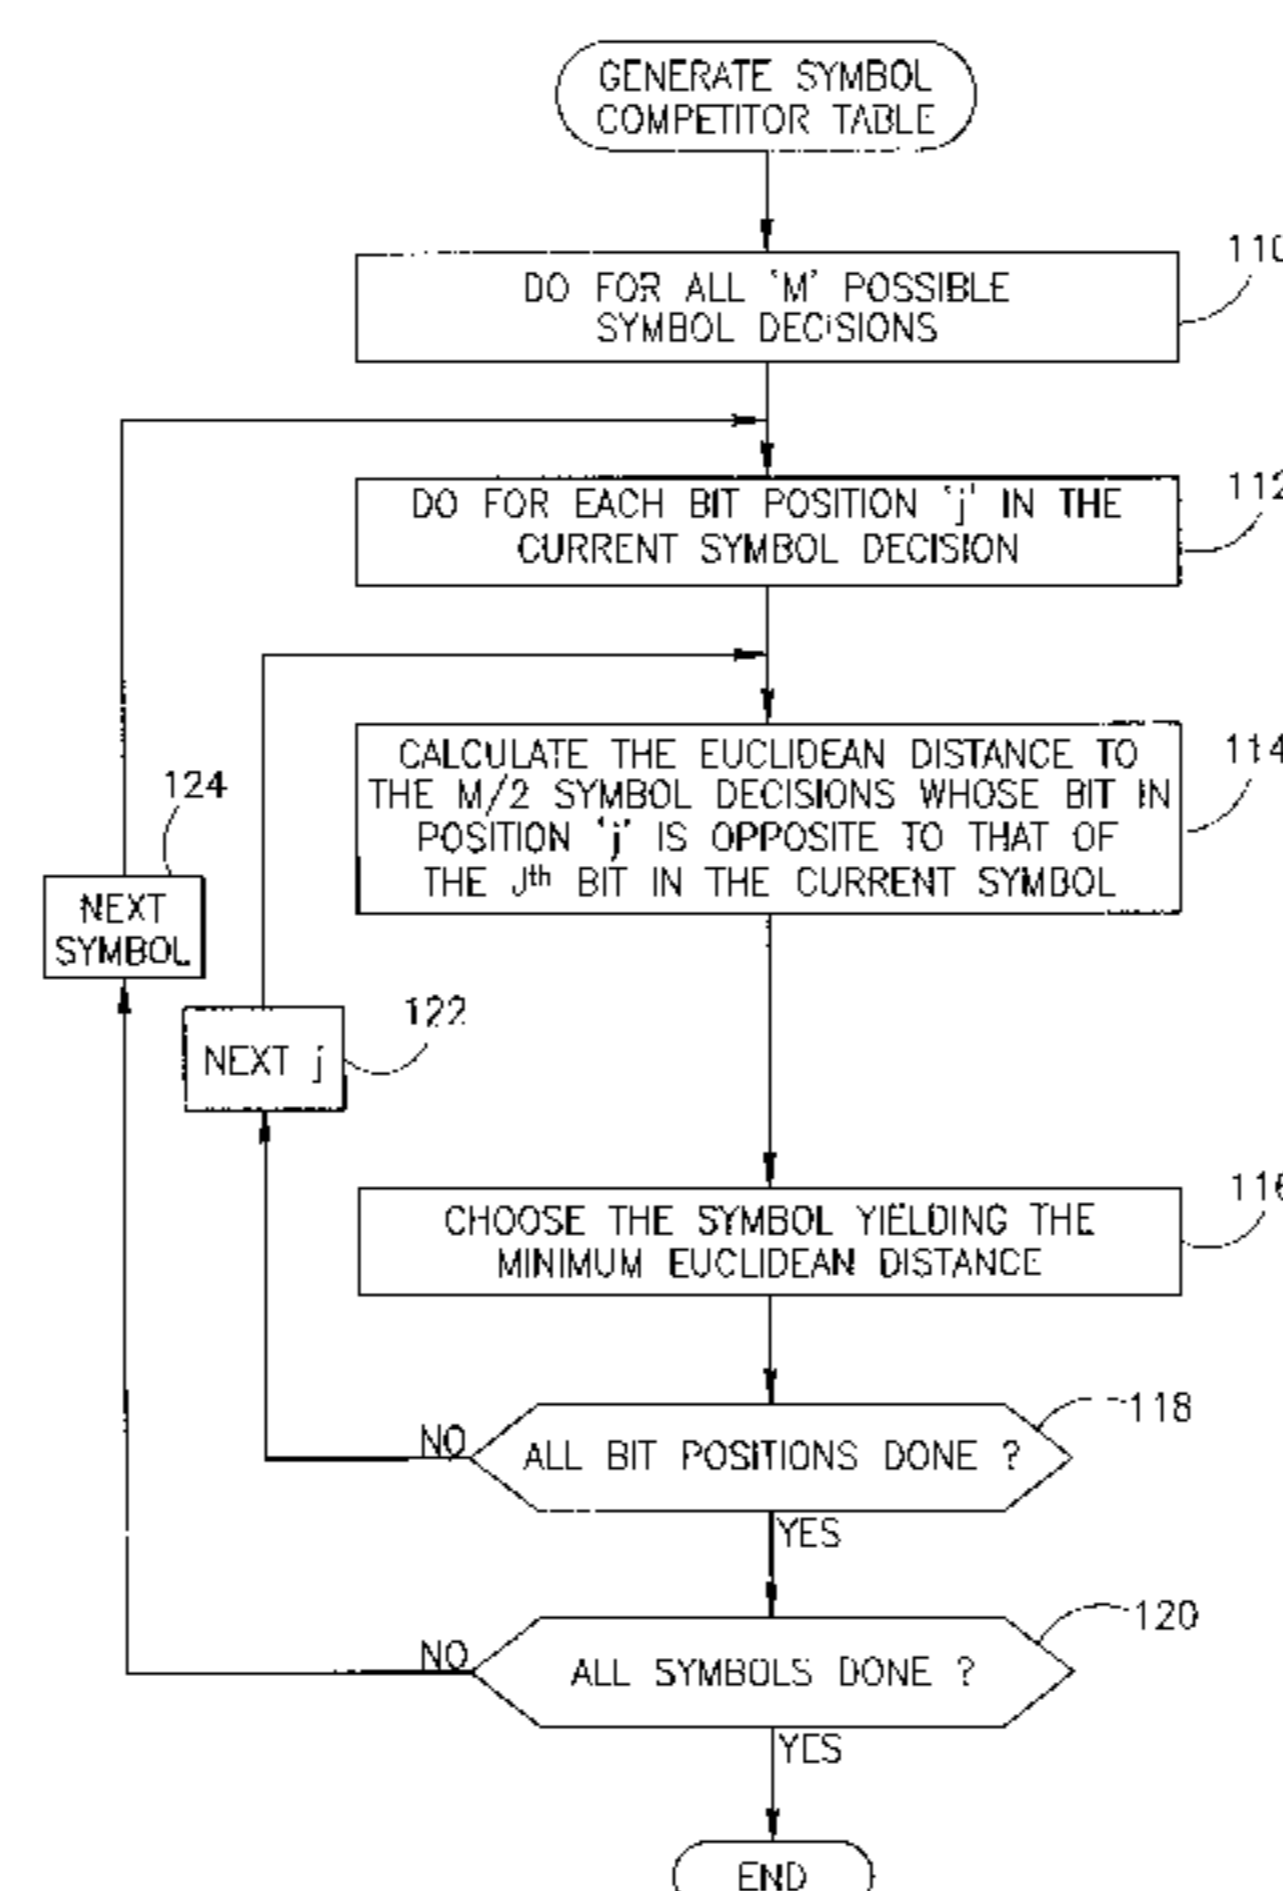 GENERATE SYMBOL
COMPETITOR TABLE
DO FOR ALL 'M' POSSIBLE
SYMBOL DECISIONS
110
DO FOR EACH BIT POSITION 'j' IN THE
CURRENT SYMBOL DECISION
112
CALCULATE THE EUCLIDEAN DISTANCE TO
THE M/2 SYMBOL DECISIONS WHOSE BIT IN
POSITION 'j' IS OPPOSITE TO THAT OF
THE Jth BIT IN THE CURRENT SYMBOL
114
124
NEXT
SYMBOL
122
NEXT j
CHOOSE THE SYMBOL YIELDING THE
MINIMUM EUCLIDEAN DISTANCE
116
NO
ALL BIT POSITIONS DONE ?
118
YES
NO
ALL SYMBOLS DONE ?
120
YES
END